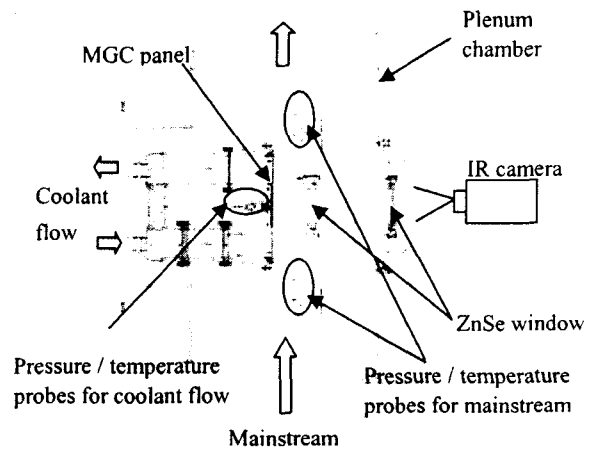 Plenum
chamber
MGC panel
IR camera
Coolant
flow
ZnSe window
Pressure / temperature
probes for coolant flow
Pressure / temperature
probes for mainstream
Mainstream